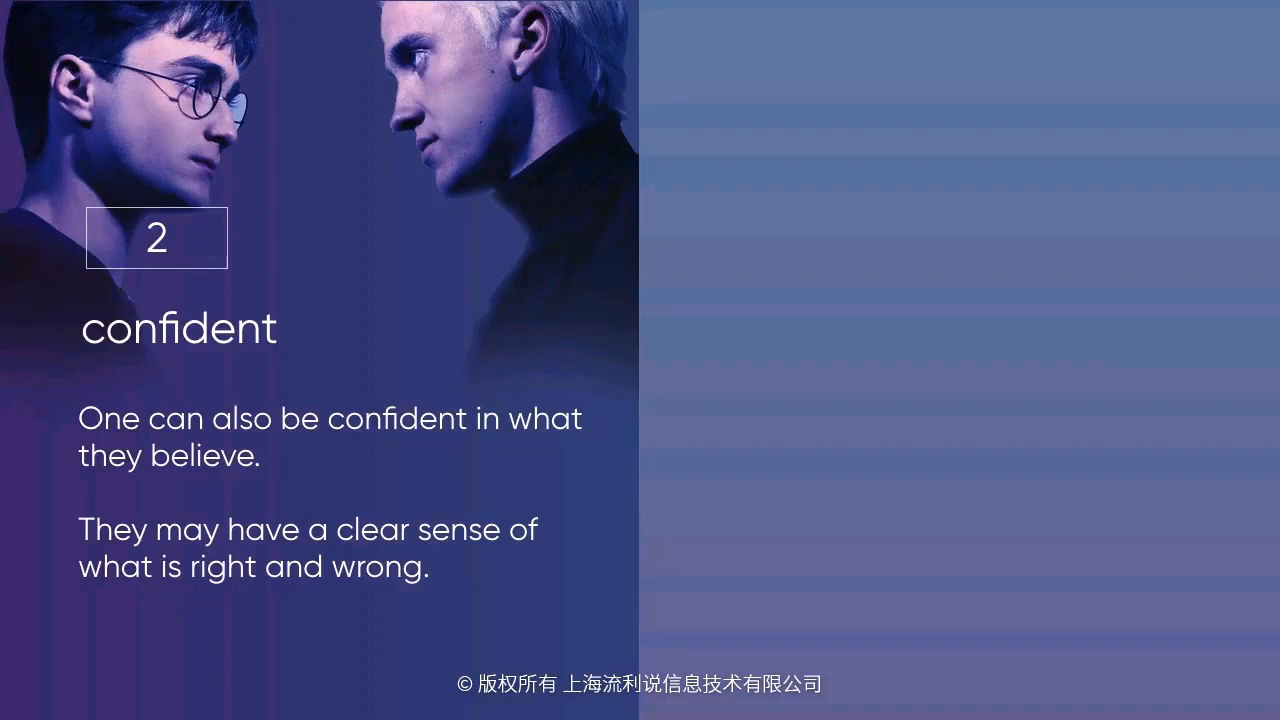 2
confident
One can also be confident in what
they believe.
They may have a clear sense of
what is right and wrong.
© 版权所有 上海流利说信息技术有限公司